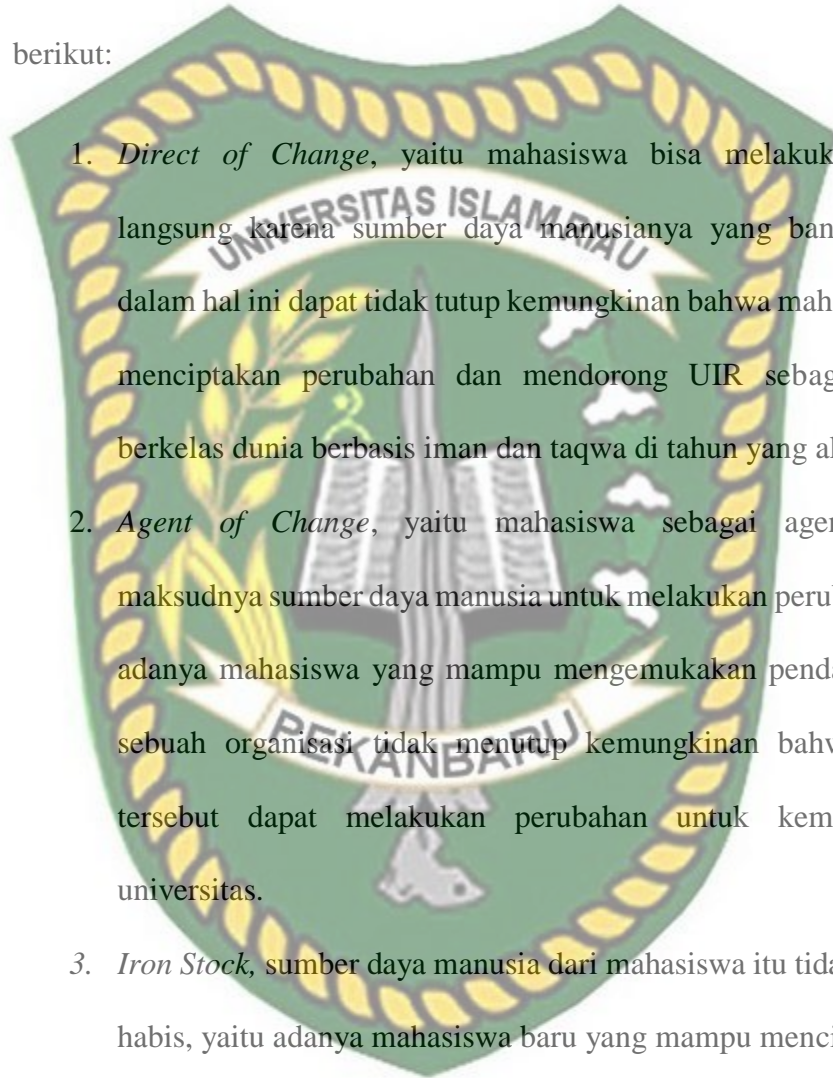 berikut:
1. Direct of Change, yaitu mahasiswa bisa melakuk
langsung karena sumber daya manusianya yang ban
dalam hal ini dapat tidak tutup kemungkinan bahwa mah
menciptakan perubahan dan mendorong UIR sebag
berkelas dunia berbasis iman dan taqwa di tahun yang a
2. Agent of Change, yaitu mahasiswa sebagai agen
maksudnya sumber daya manusia untuk melakukan peru
adanya mahasiswa yang mampu mengemukakan penda
sebuah organisasi tidak menutup kemungkinan bahw
tersebut dapat melakukan perubahan untuk kem
universitas.
3. Iron Stock, sumber daya manusia dari mahasiswa itu tida
habis, yaitu adanya mahasiswa baru yang mampu menci
UNIVERSITAS ISLAM RIAU
PEKANBARU